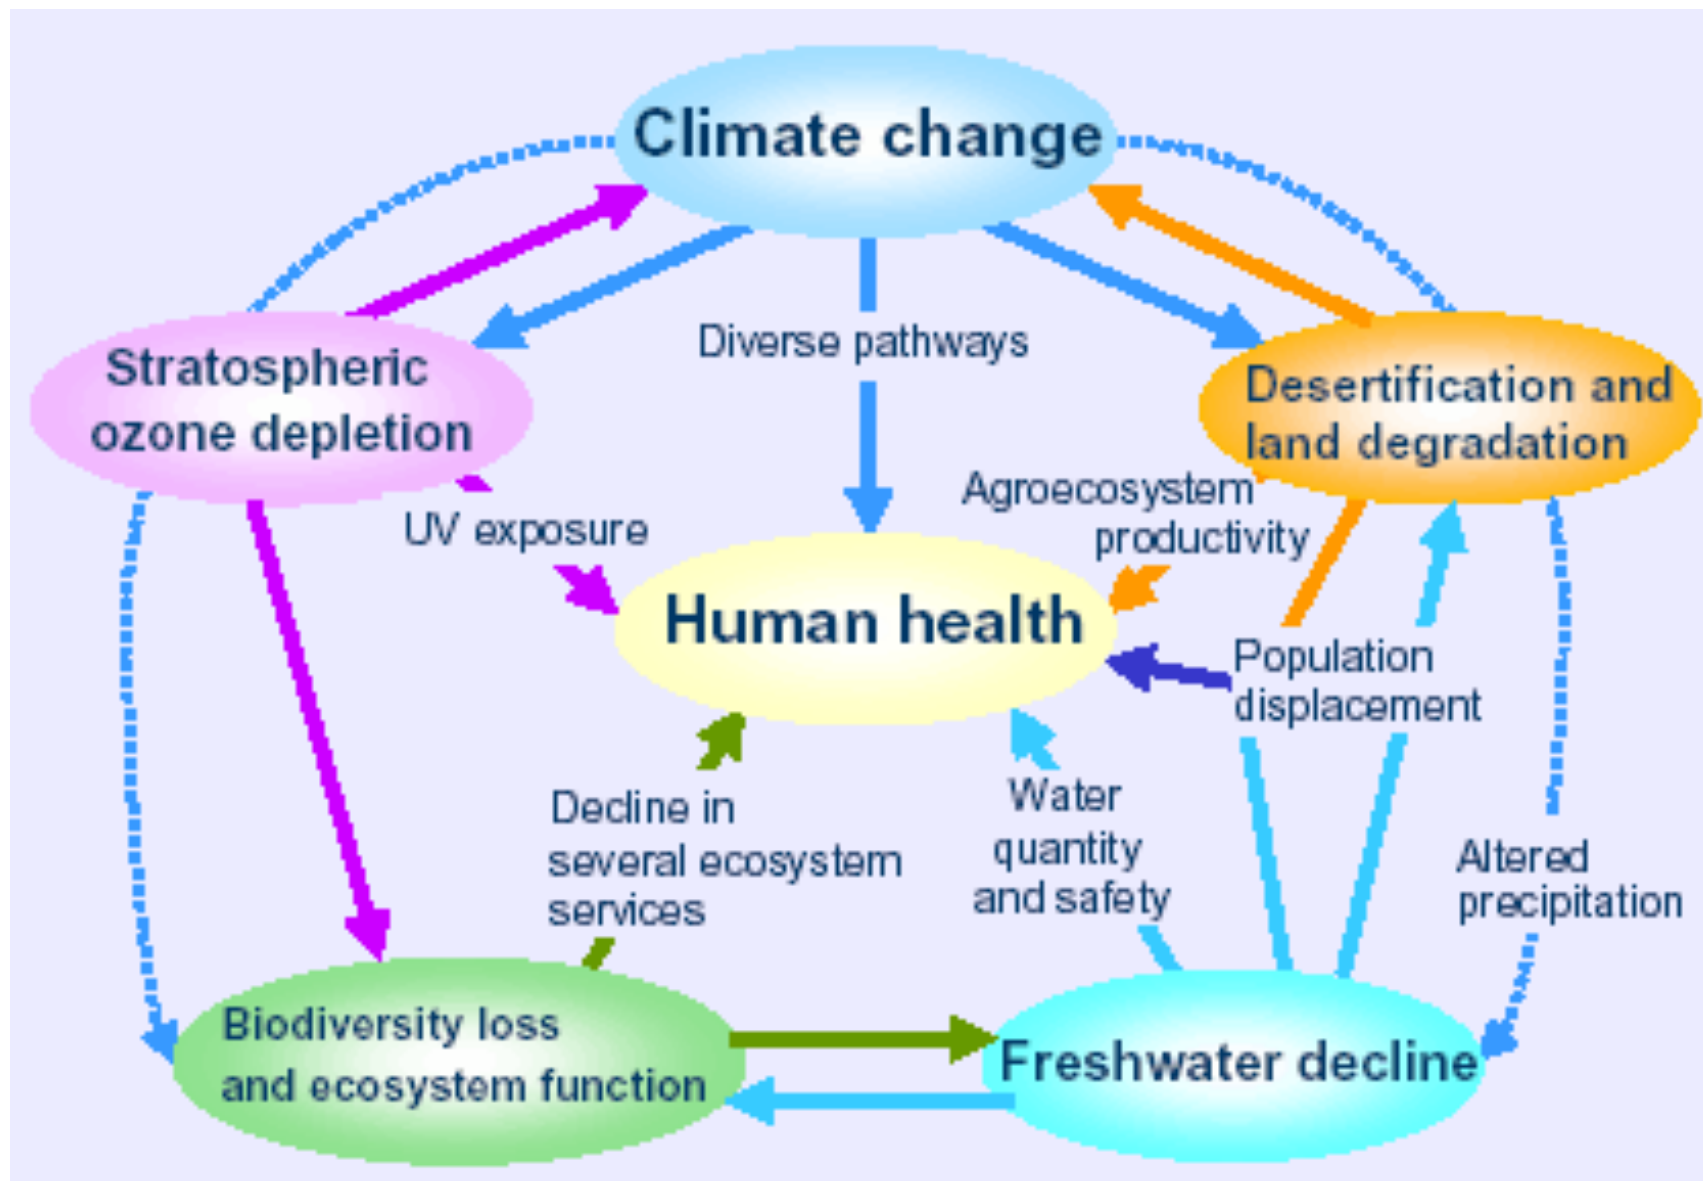 Climate change
Diverse pathways
Stratospheric
ozone depletion
Desertification and
land degradation
UV exposure
Agroecosystem
productivity
Human health
Population
displacement
Decline in
several ecosystem
services
Water
quantity
and safety
Altered
precipitation
Biodiversity loss
and ecosystem function
Freshwater decline